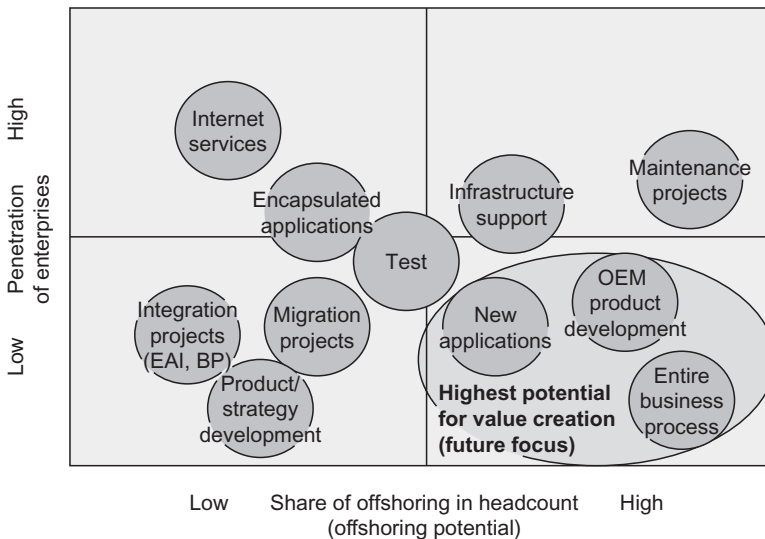 High
Penetration
of enterprises
Low
Internet
services
Encapsulated
applications
Infrastructure
support
Maintenance
projects
Test
Integration
projects
(EAI, BP)
Migration
projects
Product/
strategy
development
New
applications
OEM
product
development
Entire
business
process
Highest potential
for value creation
(future focus)
Low Share of offshoring in headcount High
(offshoring potential)